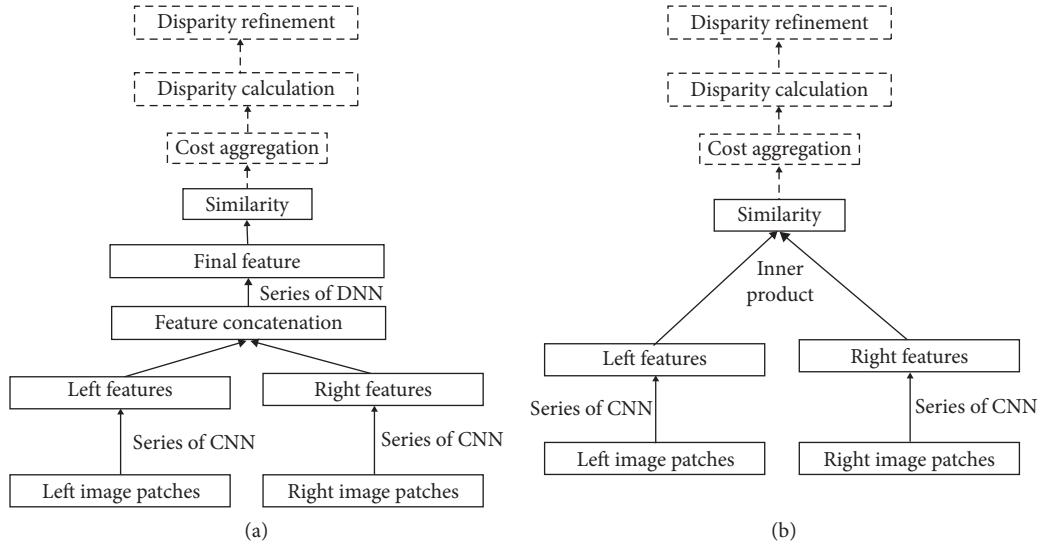 Disparity refinement
Disparity calculation
Cost aggregation
Similarity
Final feature
Series of DNN
Feature concatenation
Left features
Right features
Series of CNN
Series of CNN
Left image patches
Right image patches
(a)
Disparity refinement
Disparity calculation
Cost aggregation
Similarity
Inner
product
Left features
Right features
Series of CNN
Series of CNN
Left image patches
Right image patches
(b)